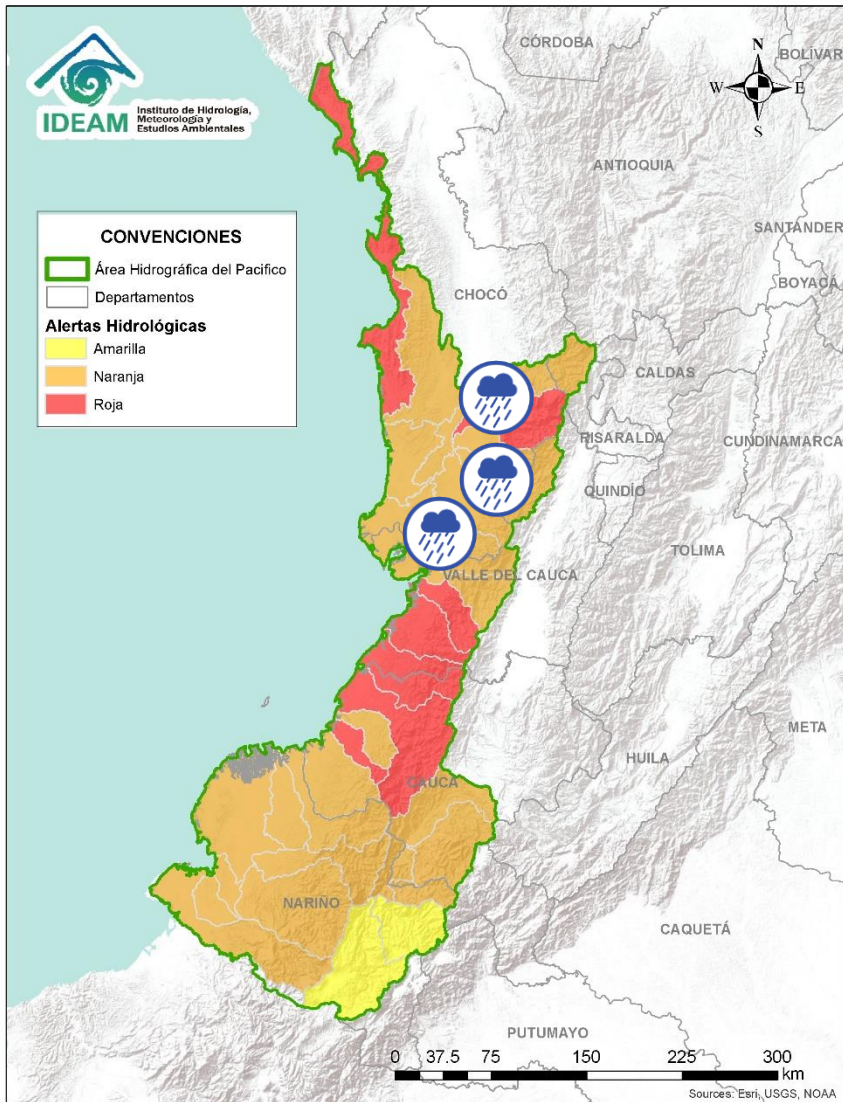 IDEAM
Instituto de Hidrología,
Meteorología y
Estudios Ambientales
N
W
E
S
CÓRDOBA
BOLÍVAR
ANTIOQUIA
SANTANDER
BOYACÁ
CHOCÓ
CALDAS
RISARALDA
CUNDINAMARCA
QUINDÍO
TOLIMA
VALLE DEL CAUCA
META
HUILA
CAUCA
NARIÑO
CAQUETÁ
PUTUMAYO
CONVENCIONES
Área Hidrográfica del Pacifico
Departamentos
Alertas Hidrológicas
Amarilla
Naranja
Roja
0 37.5 75 150 225 300
km
Sources: Esri, USGS, NOAA